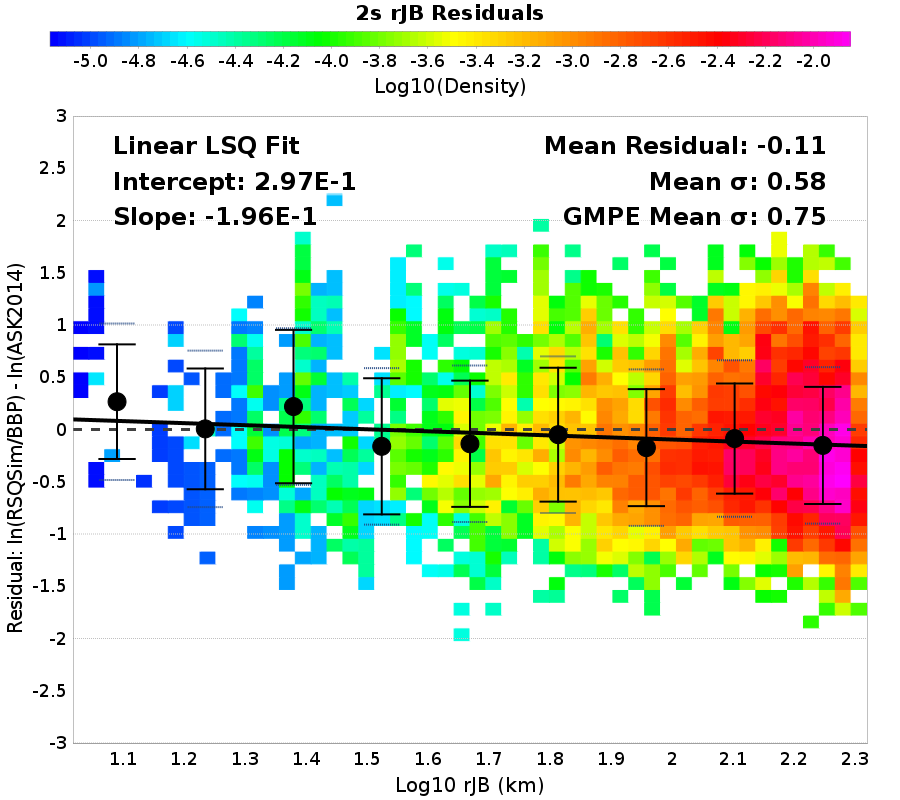 2s rJB Residuals
-5.0 -4.8 -4.6 -4.4 -4.2 -4.0 -3.8 -3.6 -3.4 -3.2 -3.0 -2.8 -2.6 -2.4 -2.2 -2.0
Log10(Density)
Linear LSQ Fit
Intercept: 2.97E-1
Slope: -1.96E-1
Mean Residual: -0.11
Mean σ: 0.58
GMPE Mean σ: 0.75
Residual: ln(RSQSim/BBP) - ln(ASK2014)
3
2.5
2
1.5
1
0.5
0
-0.5
-1
-1.5
-2
-2.5
-3
1.1 1.2 1.3 1.4 1.5 1.6 1.7 1.8 1.9 2 2.1 2.2 2.3
Log10 rJB (km)